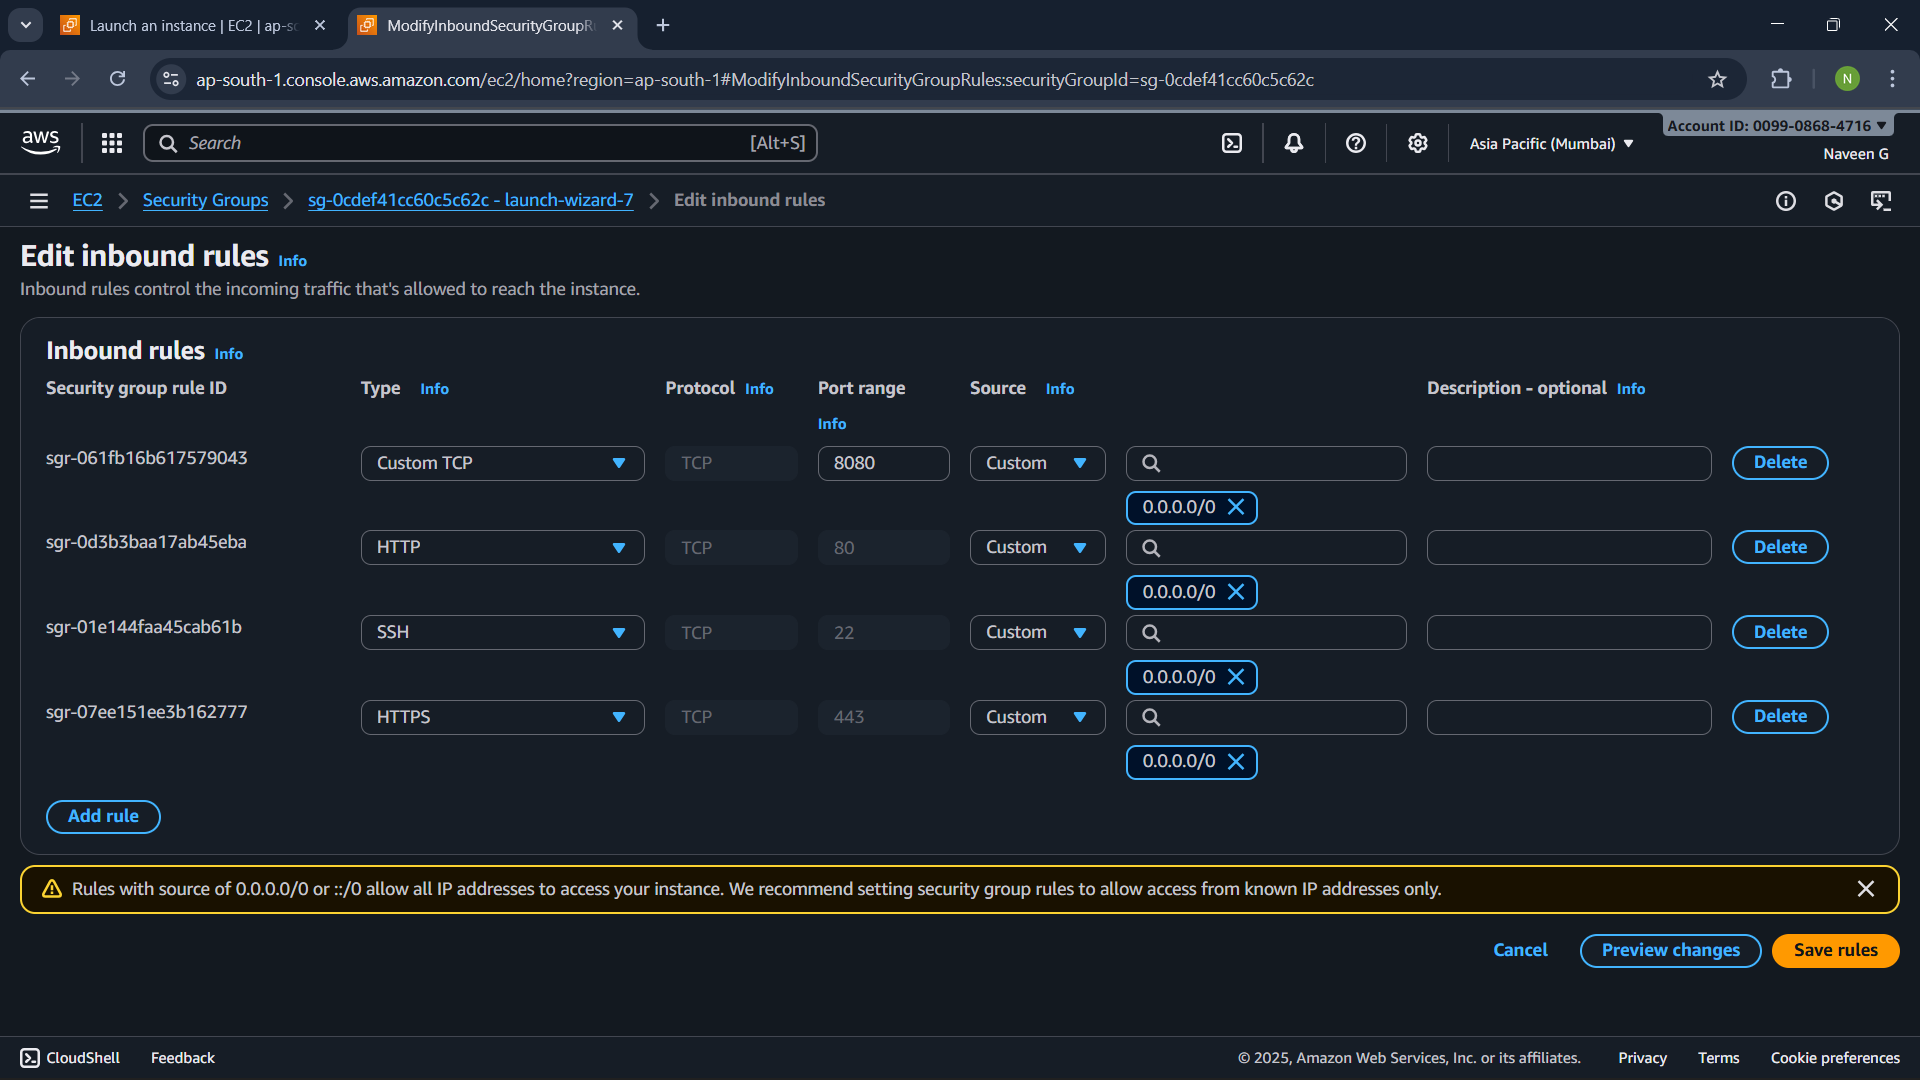 Launch an instance | EC2 | ap-sc
ModifyInboundSecurityGroupR
ap-south-1.console.aws.amazon.com/ec2/home?region=ap-south-1#ModifyInboundSecurityGroupRules:securityGroupId=sg-0cdef41cc60c5c62c
N
aws
Search
[Alt+S]
Asia Pacific (Mumbai)
Account ID: 0099-0868-4716
Naveen G
EC2 > Security Groups > sg-0cdef41cc60c5c62c - launch-wizard-7 > Edit inbound rules
Edit inbound rules Info
Inbound rules control the incoming traffic that's allowed to reach the instance.
Inbound rules Info
Security group rule ID Type Info Protocol Info Port range Info Source Info Description - optional Info
sgr-061fb16b617579043 Custom TCP TCP 8080 Custom Delete
0.0.0.0/0
sgr-0d3b3baa17ab45eba HTTP TCP 80 Custom Delete
0.0.0.0/0
sgr-01e144faa45cab61b SSH TCP 22 Custom Delete
0.0.0.0/0
sgr-07ee151ee3b162777 HTTPS TCP 443 Custom Delete
0.0.0.0/0
Add rule
Rules with source of 0.0.0.0/0 or ::/0 allow all IP addresses to access your instance. We recommend setting security group rules to allow access from known IP addresses only.
Cancel Preview changes Save rules
CloudShell Feedback © 2025, Amazon Web Services, Inc. or its affiliates. Privacy Terms Cookie preferences